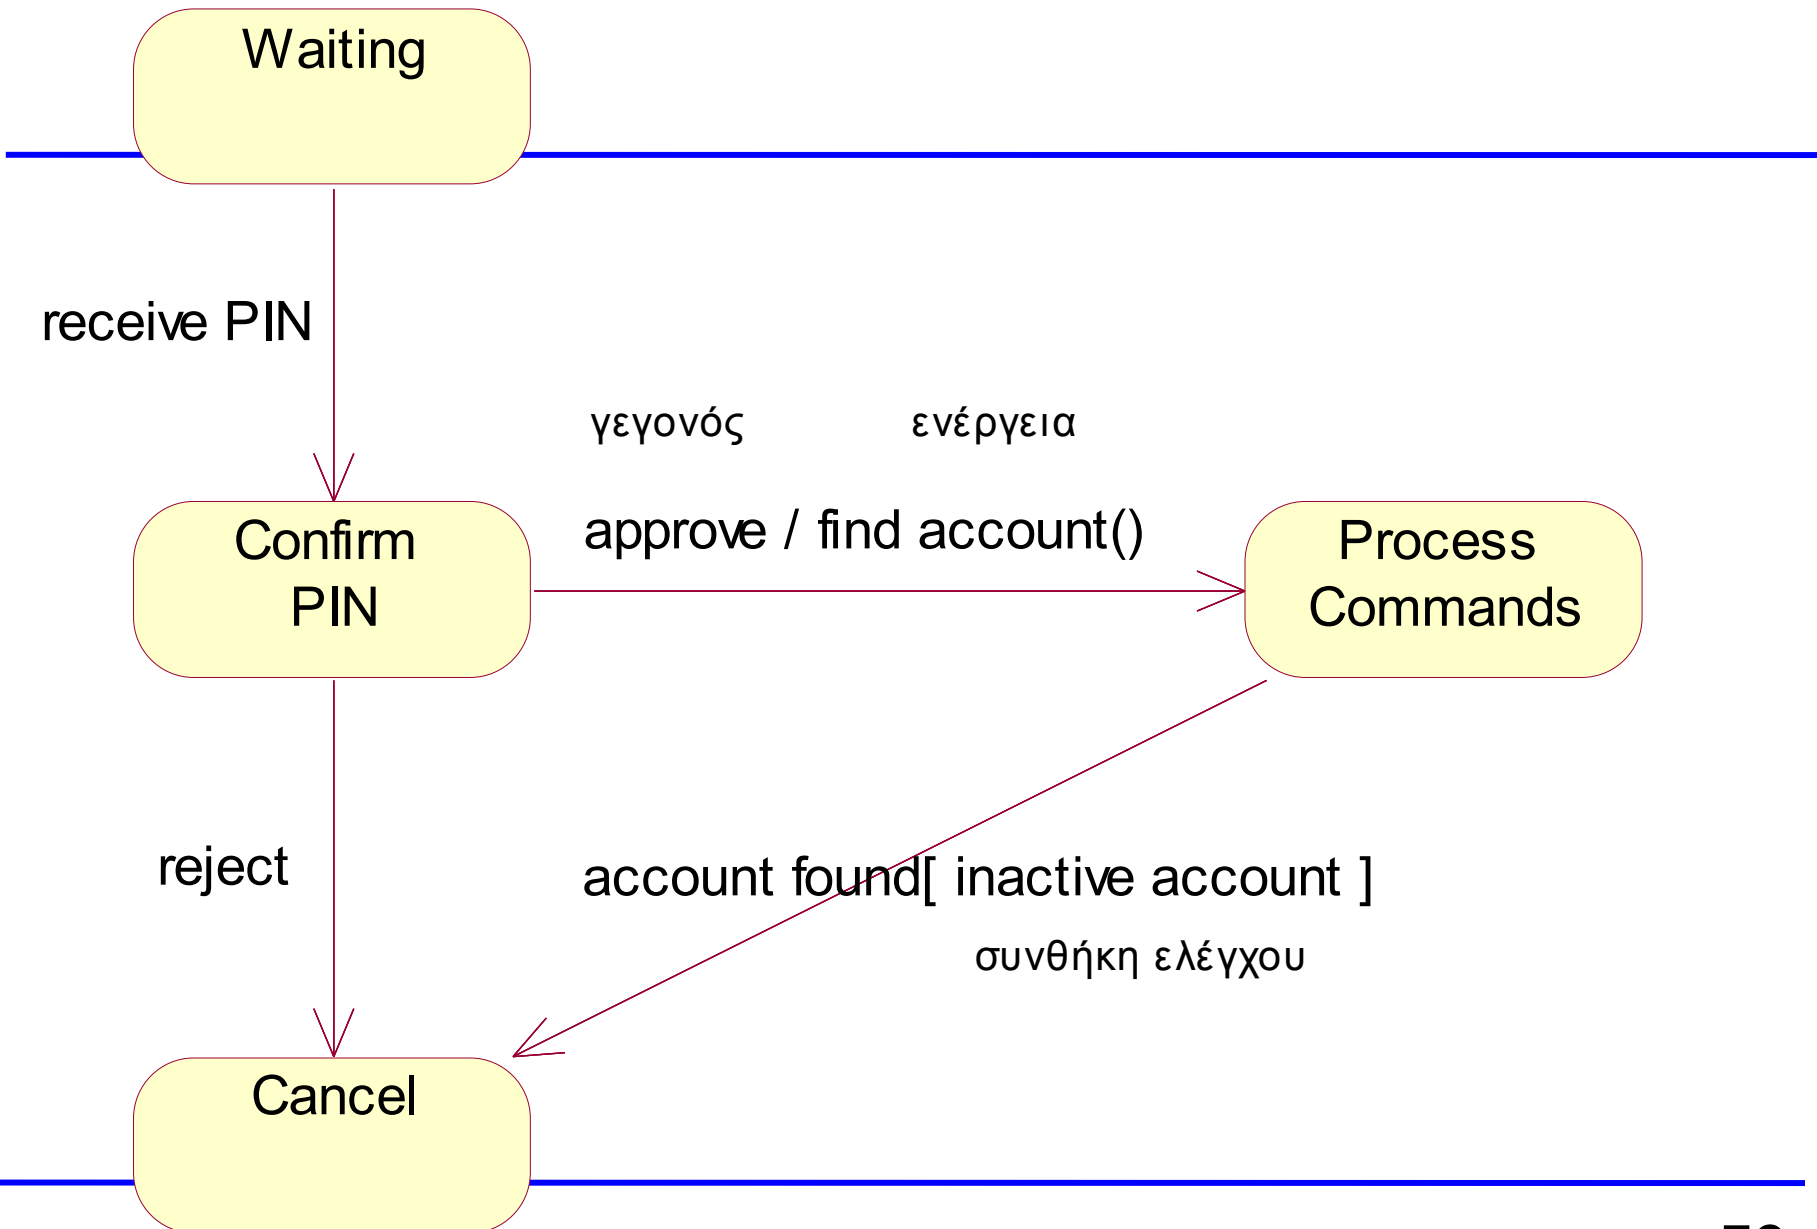 Waiting
receive PIN
γεγονός ενέργεια
approve / find account()
Confirm
PIN
Process
Commands
reject
account found[ inactive account ]
συνθήκη ελέγχου
Cancel